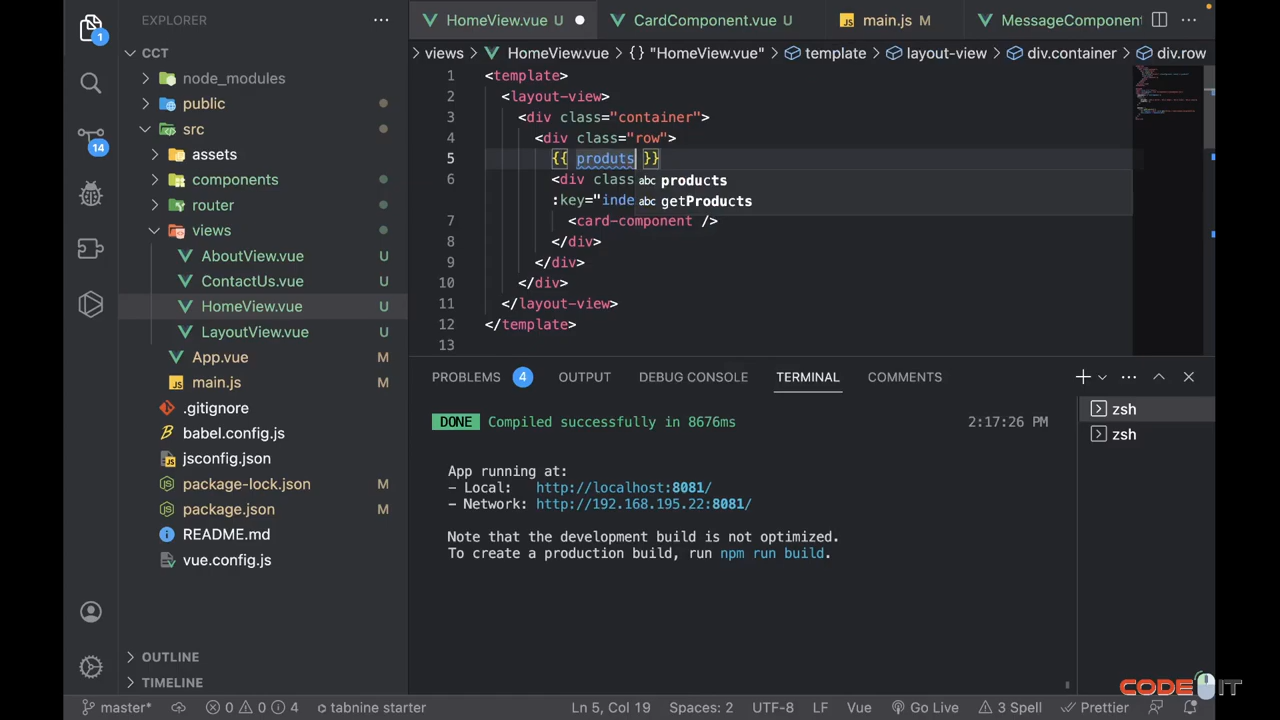 EXPLORER
HomeView.vue U
CardComponent.vue U
main.js M
MessageComponent
1
CCT
views HomeView.vue {} "HomeView.vue" template layout-view div.container div.row
node_modules
public
src
14
assets
components
router
views
AboutView.vue U
ContactUs.vue U
HomeView.vue U
LayoutView.vue U
App.vue M
main.js M
.gitignore
babel.config.js
jsconfig.json
package-lock.json M
package.json M
README.md
vue.config.js
OUTLINE
TIMELINE
1 <template>
2 <layout-view>
3 <div class="container">
4 <div class="row">
5 {{ produts }}
6 <div class
:key="inde
abc products
abc getProducts
7 <card-component />
8 </div>
9 </div>
10 </div>
11 </layout-view>
12 </template>
13
PROBLEMS 4 OUTPUT DEBUG CONSOLE TERMINAL COMMENTS
zsh
zsh
DONE Compiled successfully in 8676ms 2:17:26 PM
App running at:
- Local: http://localhost:8081/
- Network: http://192.168.195.22:8081/
Note that the development build is not optimized.
To create a production build, run npm run build.
CODE IT
master* 0 0 4 tabnine starter Ln 5, Col 19 Spaces: 2 UTF-8 LF Vue Go Live 3 Spell Prettier